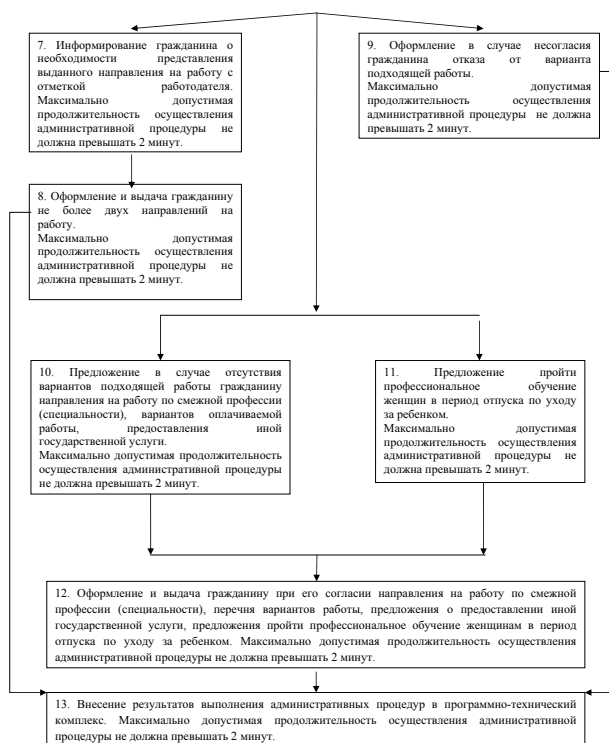 7. Информирование гражданина о
необходимости представления
выданного направления на работу с
отметкой работодателя.
Максимально допустимая
продолжительность осуществления
административной процедуры не
должна превышать 2 минут.
9. Оформление в случае несогласия
гражданина отказа от варианта
подходящей работы.
Максимально допустимая
продолжительность осуществления
административной процедуры не должна
превышать 2 минут.
8. Оформление и выдача гражданину
не более двух направлений на
работу.
Максимально допустимая
продолжительность осуществления
административной процедуры не
должна превышать 2 минут.
10. Предложение в случае отсутствия
вариантов подходящей работы гражданину
направления на работу по смежной профессии
(специальности), вариантов оплачиваемой
работы, предоставления иной
государственной услуги.
Максимально допустимая продолжительность
осуществления административной процедуры
не должна превышать 2 минут.
11. Предложение пройти
профессиональное обучение
женщин в период отпуска по уходу
за ребенком.
Максимально допустимая
продолжительность осуществления
административной процедуры не
должна превышать 2 минут.
12. Оформление и выдача гражданину при его согласии направления на работу по смежной
профессии (специальности), перечня вариантов работы, предложения о предоставлении иной
государственной услуги, предложения пройти профессиональное обучение женщинам в период
отпуска по уходу за ребенком. Максимально допустимая продолжительность осуществления
административной процедуры не должна превышать 2 минут.
13. Внесение результатов выполнения административных процедур в программно-технический
комплекс. Максимально допустимая продолжительность осуществления административной
процедуры не должна превышать 2 минут.